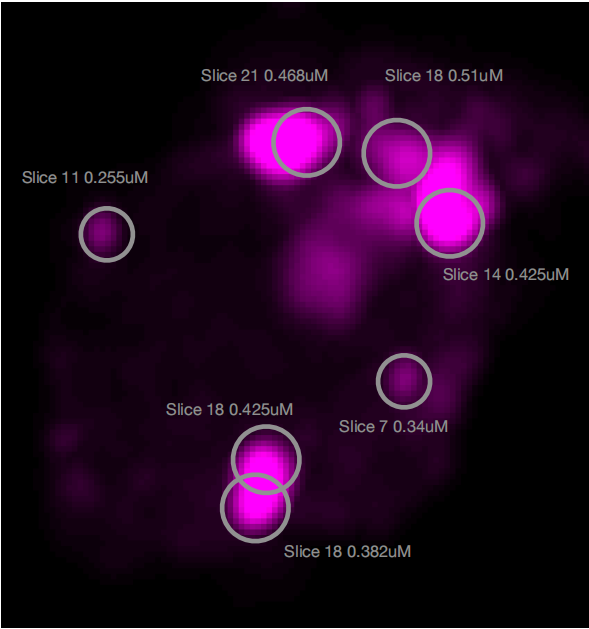 Slice 21 0.468uM
Slice 18 0.51uM
Slice 11 0.255uM
Slice 14 0.425uM
Slice 18 0.425uM
Slice 7 0.34uM
Slice 18 0.382uM